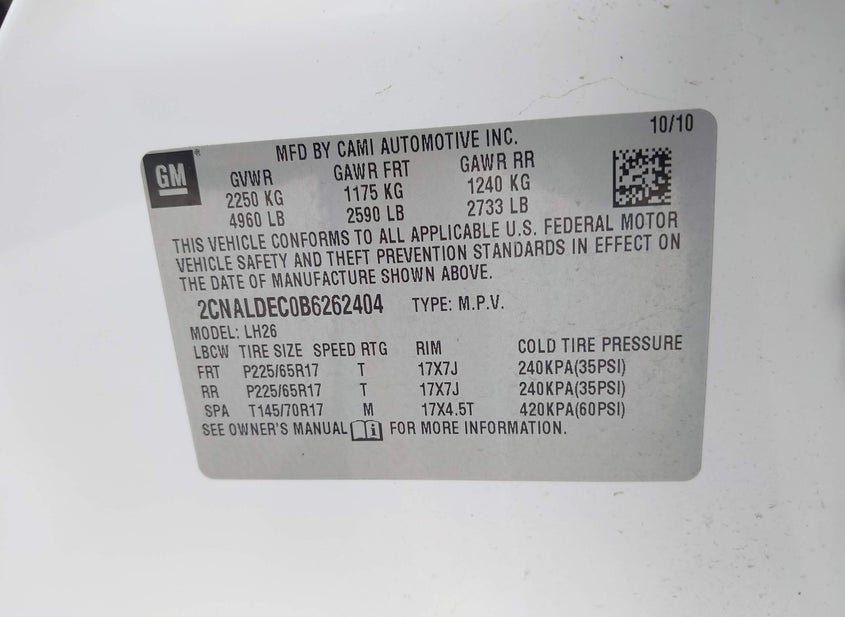 GM
MFD BY CAMI AUTOMOTIVE INC. 10/10
GVWR GAWR FRT GAWR RR
2250 KG 1175 KG 1240 KG
4960 LB 2590 LB 2733 LB
THIS VEHICLE CONFORMS TO ALL APPLICABLE U.S. FEDERAL MOTOR
VEHICLE SAFETY AND THEFT PREVENTION STANDARDS IN EFFECT ON
THE DATE OF MANUFACTURE SHOWN ABOVE.
2CNALDEC0B6262404 TYPE: M.P.V.
MODEL: LH26
LBCW TIRE SIZE SPEED RTG RIM COLD TIRE PRESSURE
FRT P225/65R17 T 17X7J 240KPA(35PSI)
RR P225/65R17 T 17X7J 240KPA(35PSI)
SPA T145/70R17 M 17X4.5T 420KPA(60PSI)
SEE OWNER'S MANUAL i FOR MORE INFORMATION.